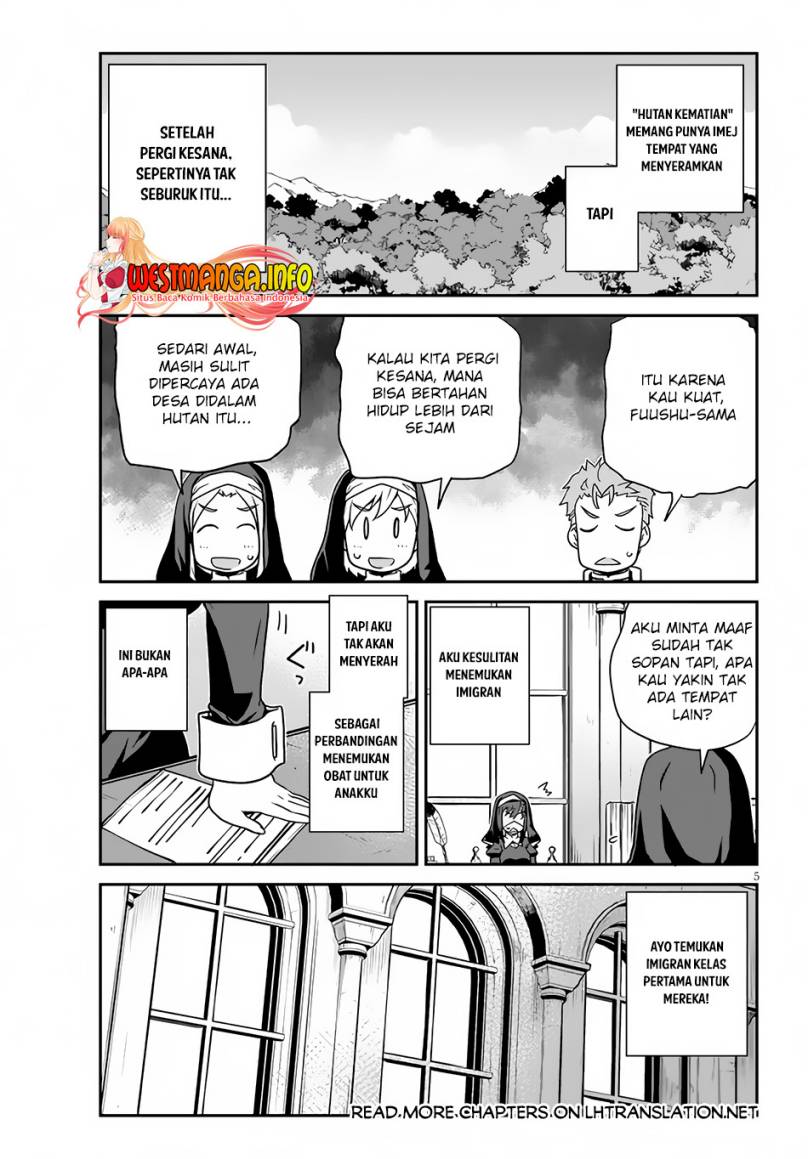 "HUTAN KEMATIAN"
MEMANG PUNYA IMEJ
TEMPAT YANG
MENYERAMKAN
TAPI
SETELAH
PERGI KESANA,
SEPERTINYA TAK
SEBURUK ITU...
WESTMANGA.INFO
Situs Baca Komik Berbahasa Indonesia
ITU KARENA
KAU KUAT,
FUUSHU-SAMA
KALAU KITA PERGI
KESANA, MANA
BISA BERTAHAN
HIDUP LEBIH DARI
SEJAM
SEDARI AWAL,
MASIH SULIT
DIPERCAYA ADA
DESA DIDALAM
HUTAN ITU...
AKU MINTA MAAF
SUDAH TAK
SOPAN TAPI, APA
KAU YAKIN TAK
ADA TEMPAT
LAIN?
AKU KESULITAN
MENEMUKAN
IMIGRAN
TAPI AKU
TAK AKAN
MENYERAH
SEBAGAI
PERBANDINGAN
MENEMUKAN
OBAT UNTUK
ANAKKU
INI BUKAN
APA-APA
5
AYO TEMUKAN
IMIGRAN KELAS
PERTAMA UNTUK
MEREKA!
READ MORE CHAPTERS ON LHTRANSLATION.NET